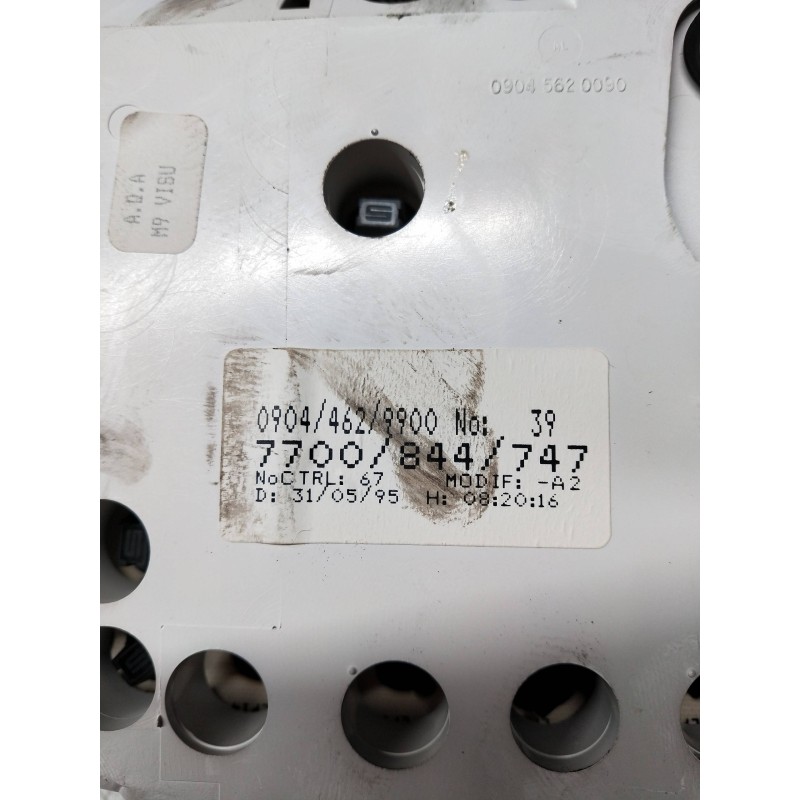 0904 562 0090
A.Q.A
M9 VISU
0904/462/9900 No: 39
7700/844/747
NoCTRL: 67 MODIF: -A2
D: 31/05/95 H: 08:20:16